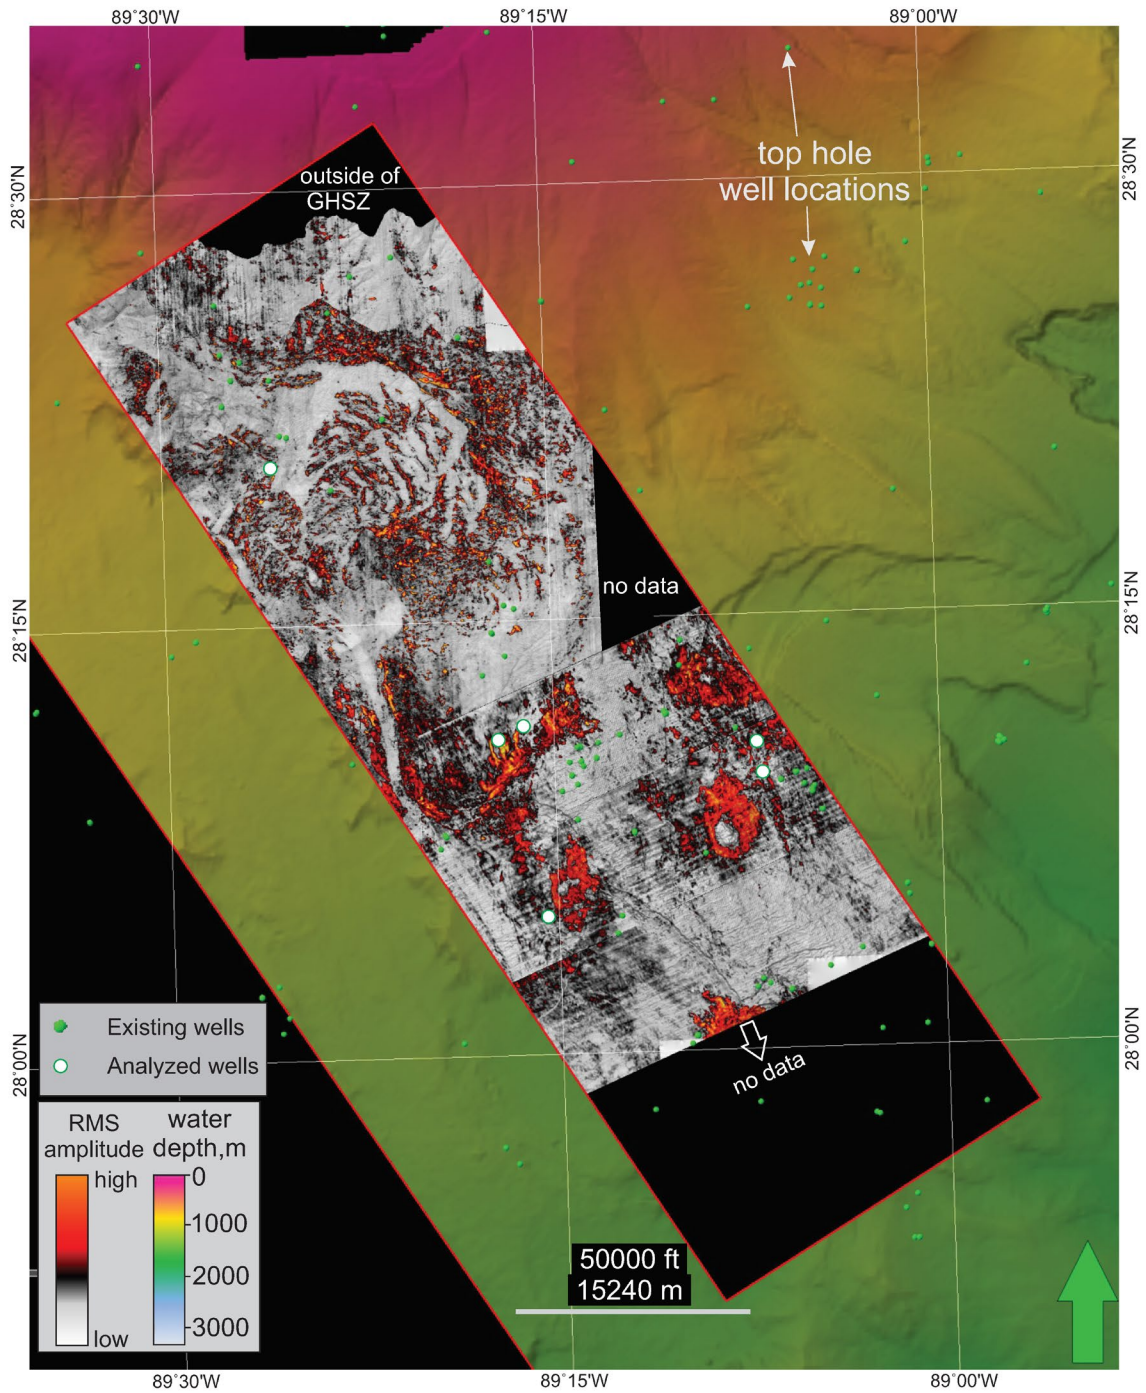 89°30'W 89°15'W 89°00'W
28°30'N
28°30'N
outside of
GHSZ
top hole
well locations
no data
28°15'N
28°15'N
Existing wells
Analyzed wells
no data
28°00'N
28°00'N
RMS
amplitude
high
low
water
depth,m
0
1000
2000
3000
50000 ft
15240 m
89°30'W 89°15'W 89°00'W